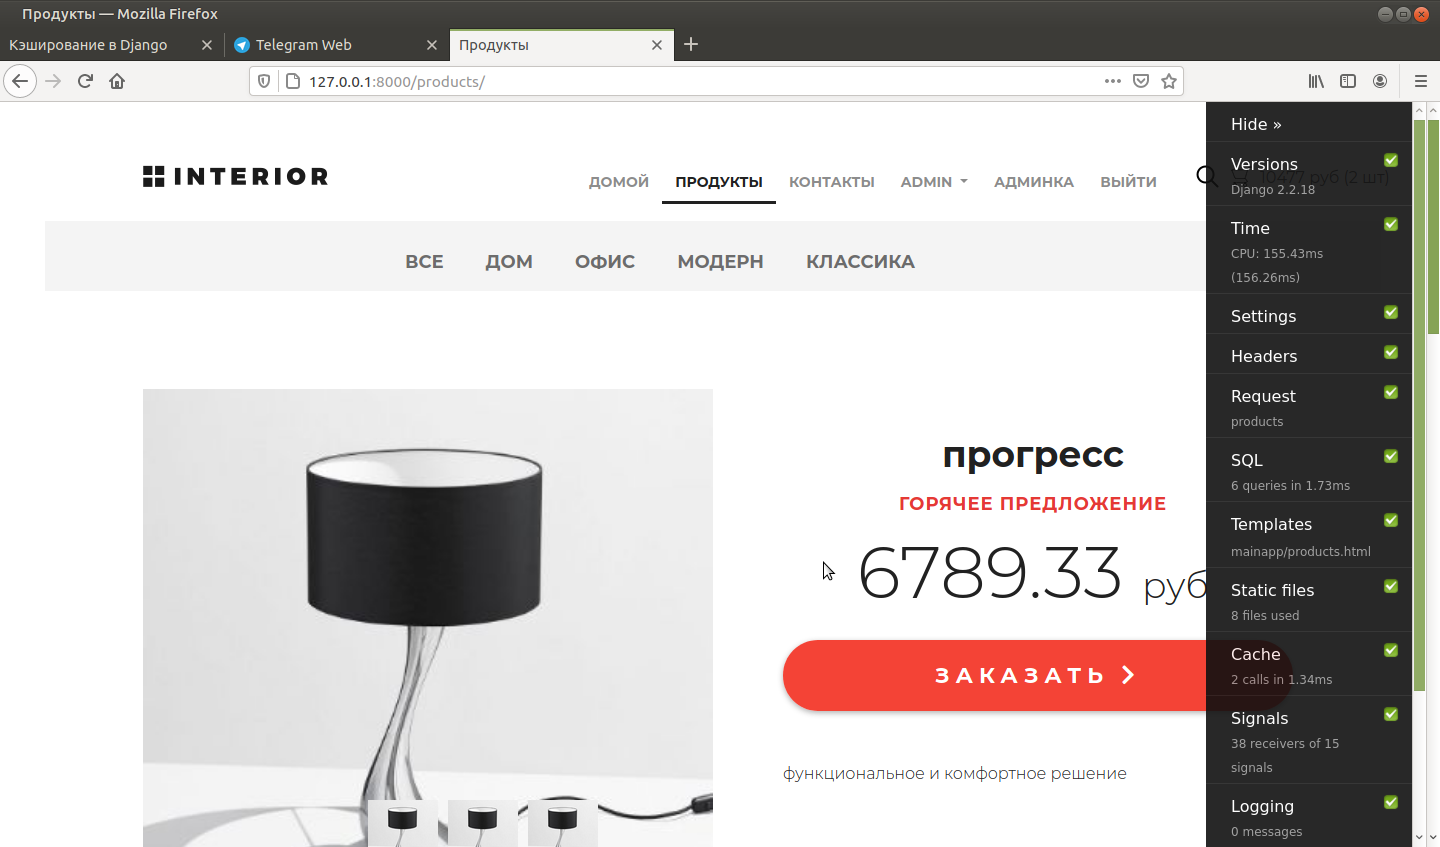 Продукты — Mozilla Firefox
Кэширование в Django
Telegram Web
Продукты
127.0.0.1:8000/products/
INTERIOR
ДОМОЙ
ПРОДУКТЫ
КОНТАКТЫ
ADMIN
АДМИНКА
ВЫЙТИ
10477 руб (2 шт)
ВСЕ
ДОМ
ОФИС
МОДЕРН
КЛАССИКА
прогресс
ГОРЯЧЕЕ ПРЕДЛОЖЕНИЕ
6789.33 руб
ЗАКАЗАТЬ
функциональное и комфортное решение
Hide »
Versions
Django 2.2.18
Time
CPU: 155.43ms
(156.26ms)
Settings
Headers
Request
products
SQL
6 queries in 1.73ms
Templates
mainapp/products.html
Static files
8 files used
Cache
2 calls in 1.34ms
Signals
38 receivers of 15
signals
Logging
0 messages